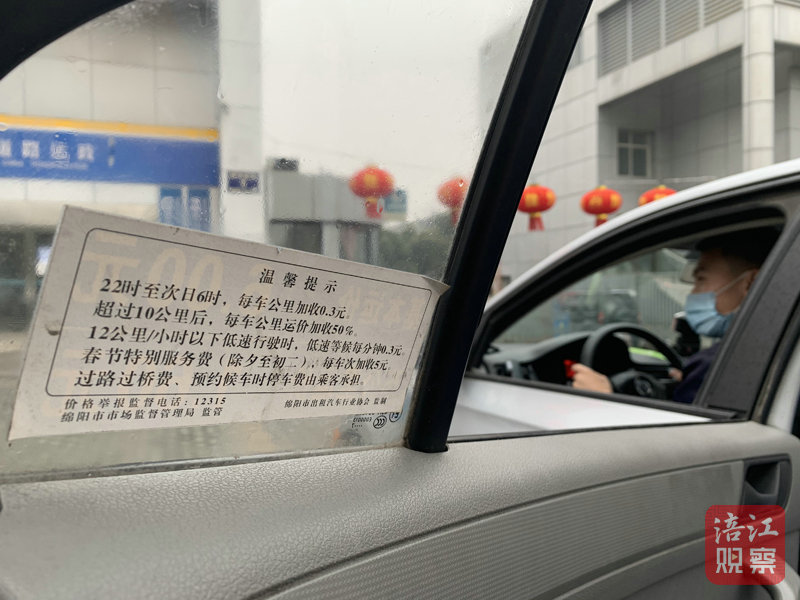 温馨提示
22时至次日6时，每车公里加收0.3元。
超过10公里后，每车公里运价加收50%。
12公里/小时以下低速行驶时，低速等候每分钟0.3元。
春节特别服务费（除夕至初二），每车次加收5元。
过路过桥费、预约候车时停车费由乘客承担。
价格举报监督电话：12315
绵阳市市场监督管理局 监管
绵阳市出租汽车行业协会 监制
涪江
观察